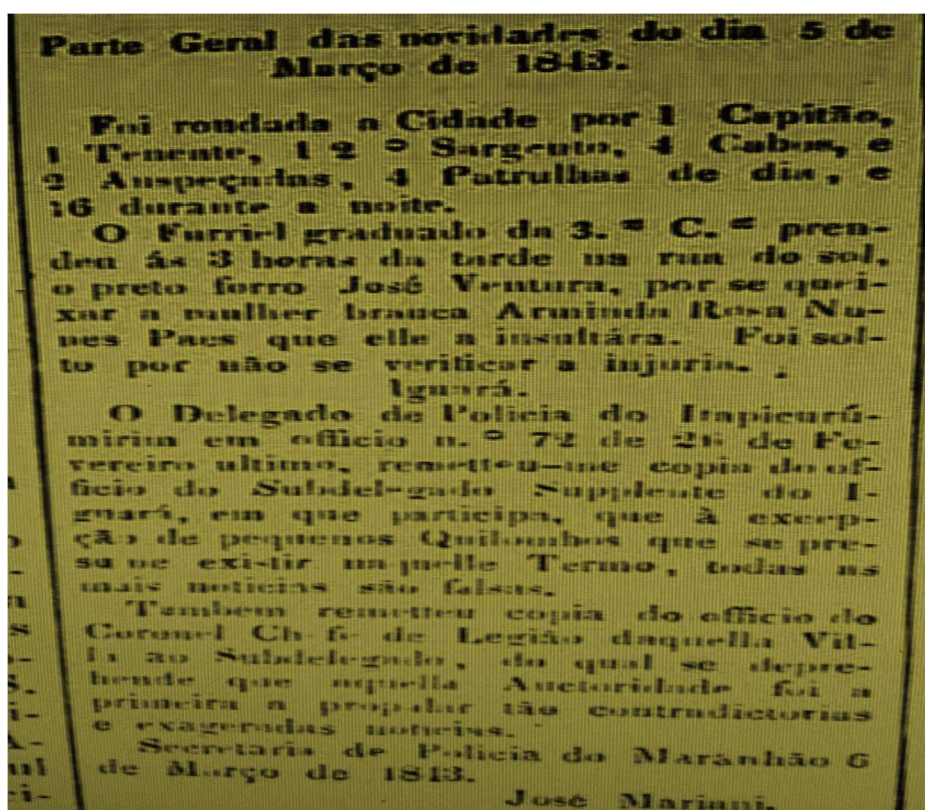 Parte Geral das novidades do dia 5 de
Março de 1843.
Foi rondada a Cidade por 1 Capitão,
1 Tenente, 1 2 º Sargento, 4 Cabos, e
2 Anspeçadas, 4 Patrulhas de dia, e
16 durante a noite.
O Furriel graduado da 3. ª C. ª pren-
deu ás 3 horas da tarde na rua do sol,
o preto forro José Ventura, por se quei-
xar a mulher branca Arminda Rosa Nu-
nes Paes que elle a insultára. Foi sol-
to por não se verificar a injuria.
Iguará.
O Delegado de Policia do Itapicurú-
mirim em officio n. º 72 de 26 de Fe-
vereiro ultimo, remetteu-me copia do of-
ficio do Subdelegado Supplente do I-
guará, em que participa, que à excep-
ção de pequenos Quilombos que se pre-
sume existir naquelle Termo, todas as
mais noticias são falsas.
Tambem remetteu copia do officio do
Coronel Chefe de Legião daquella Vil-
la ao Subdelegado, do qual se depre-
hende que aquella Auctoridade foi a
primeira a propalar tão contradictorias
e exageradas noticias.
Secretaria de Policia do Maranhão 6
de Março de 1843.
José Mariani.